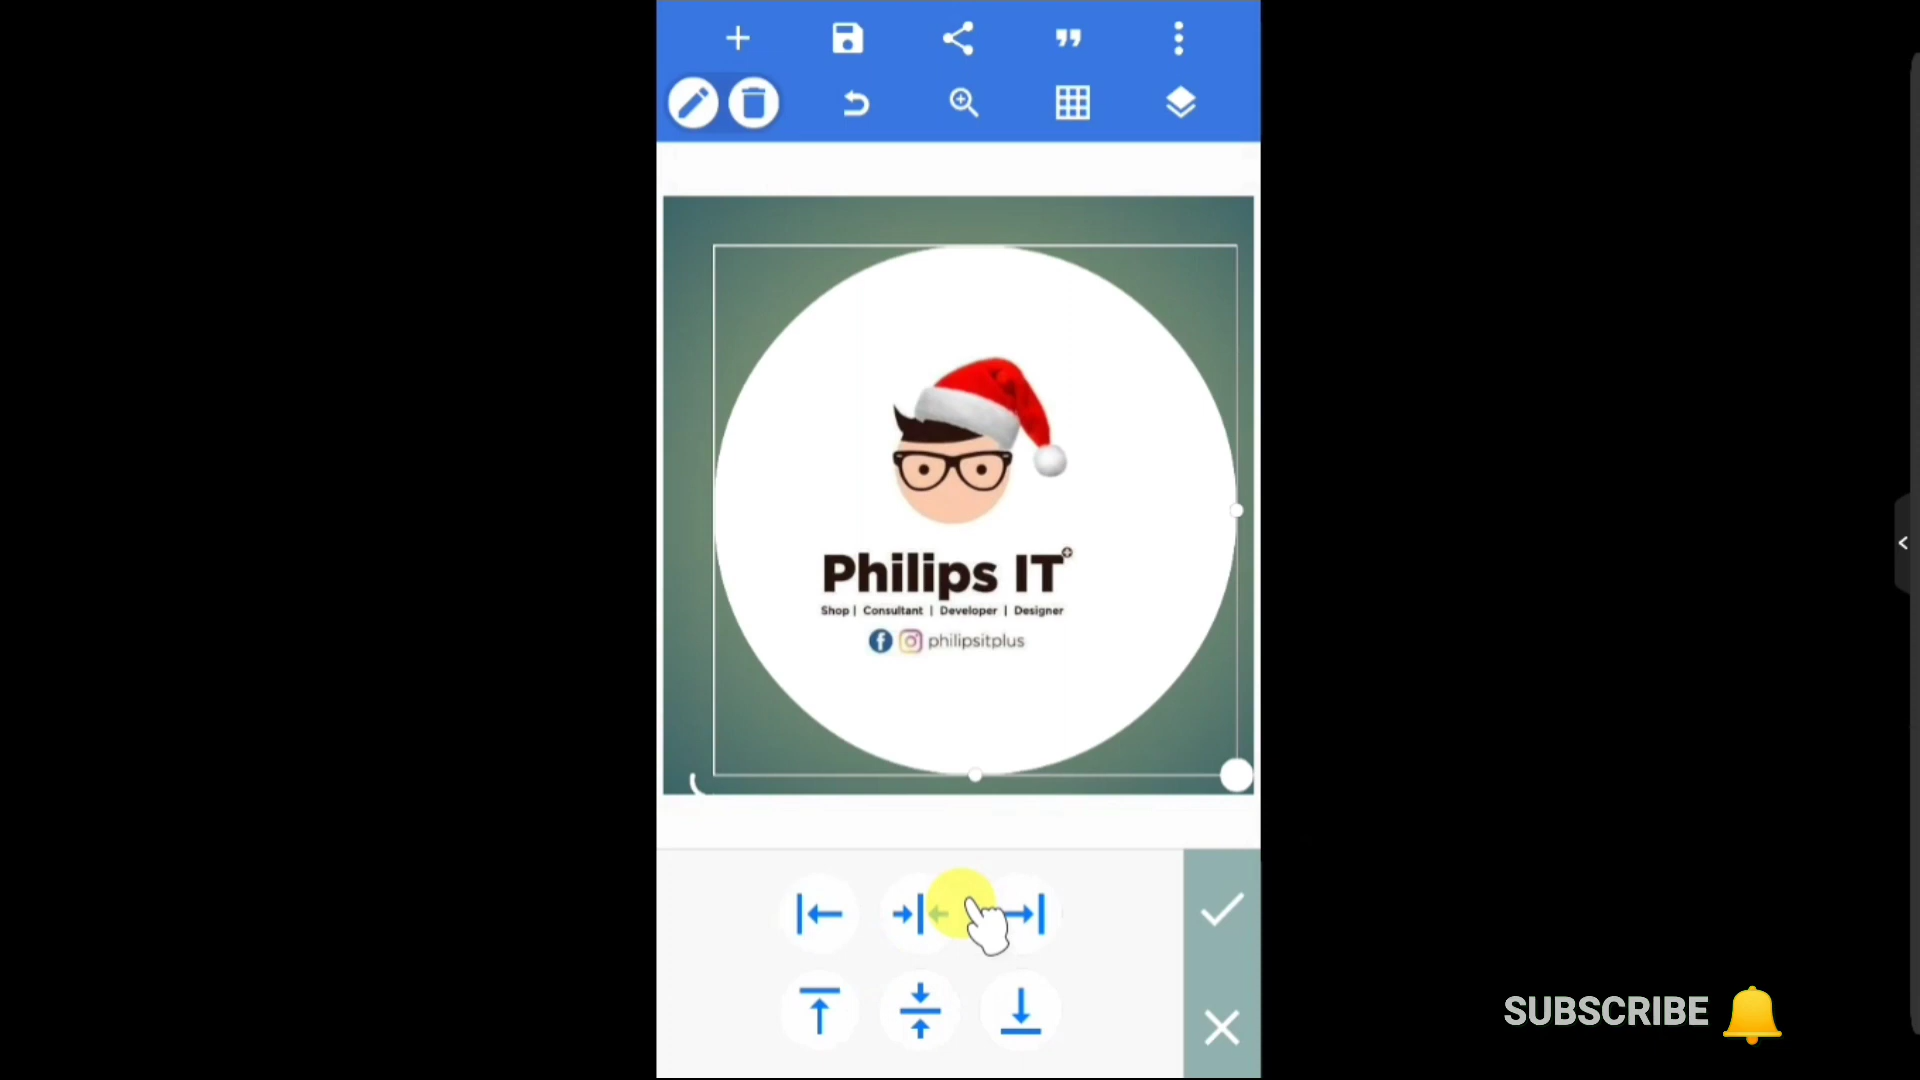 Philips IT
Shop | Consultant | Developer | Designer
philipsitplus
SUBSCRIBE